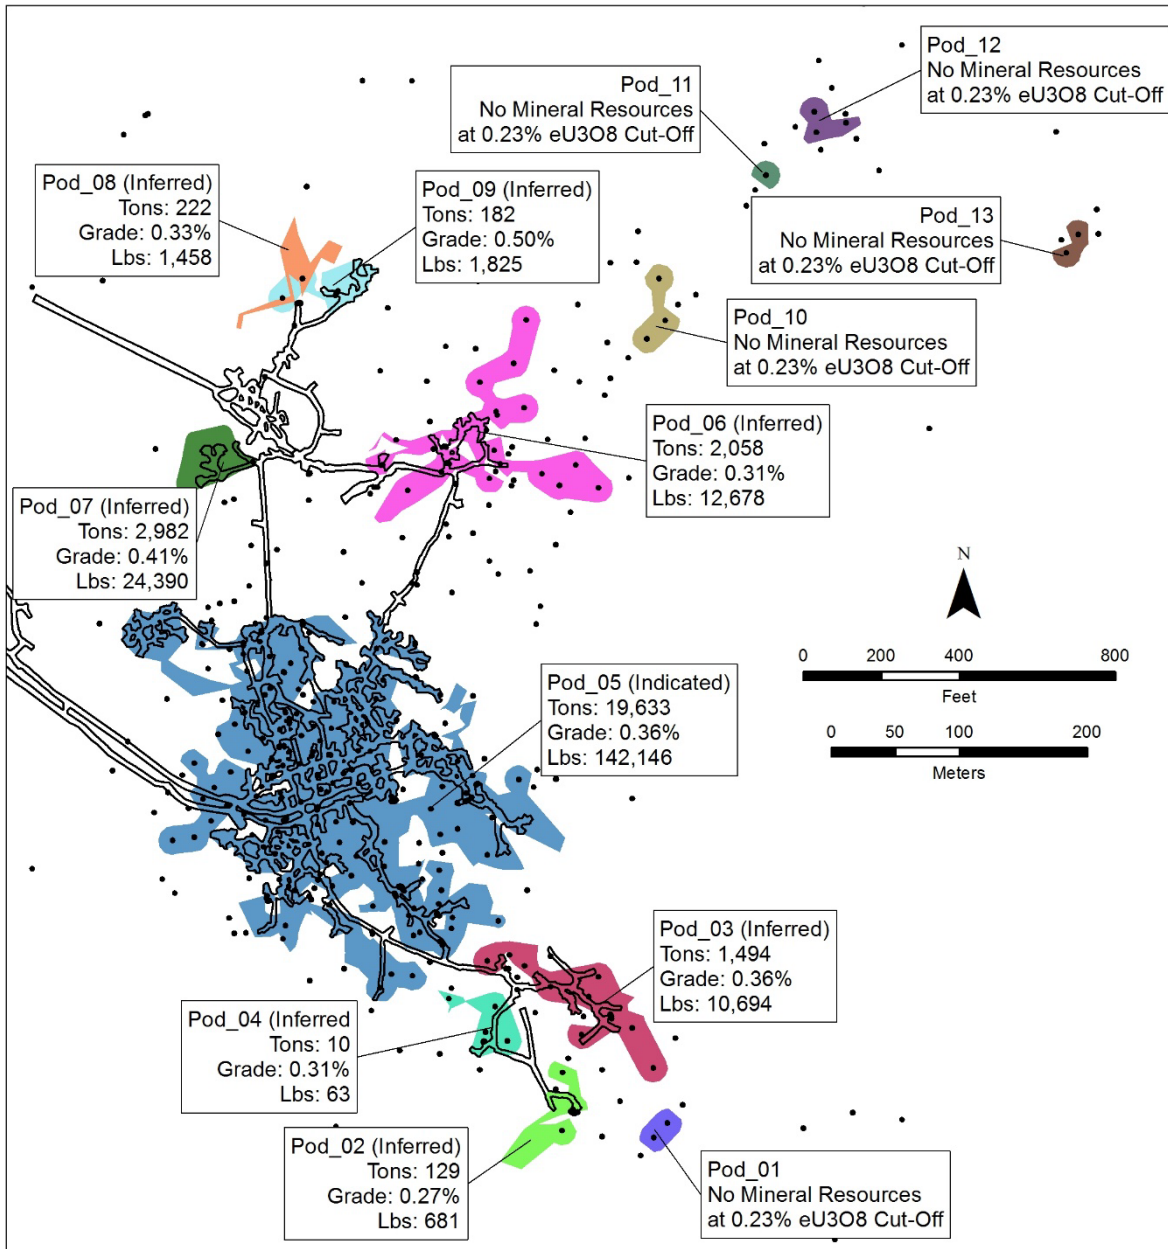 Pod_12
No Mineral Resources
at 0.23% eU3O8 Cut-Off
Pod_11
No Mineral Resources
at 0.23% eU3O8 Cut-Off
Pod_08 (Inferred)
Tons: 222
Grade: 0.33%
Lbs: 1,458
Pod_09 (Inferred)
Tons: 182
Grade: 0.50%
Lbs: 1,825
Pod_13
No Mineral Resources
at 0.23% eU3O8 Cut-Off
Pod_10
No Mineral Resources
at 0.23% eU3O8 Cut-Off
Pod_06 (Inferred)
Tons: 2,058
Grade: 0.31%
Lbs: 12,678
Pod_07 (Inferred)
Tons: 2,982
Grade: 0.41%
Lbs: 24,390
N
0 200 400 800
Feet
0 50 100 200
Meters
Pod_05 (Indicated)
Tons: 19,633
Grade: 0.36%
Lbs: 142,146
Pod_03 (Inferred)
Tons: 1,494
Grade: 0.36%
Lbs: 10,694
Pod_04 (Inferred
Tons: 10
Grade: 0.31%
Lbs: 63
Pod_02 (Inferred)
Tons: 129
Grade: 0.27%
Lbs: 681
Pod_01
No Mineral Resources
at 0.23% eU3O8 Cut-Off